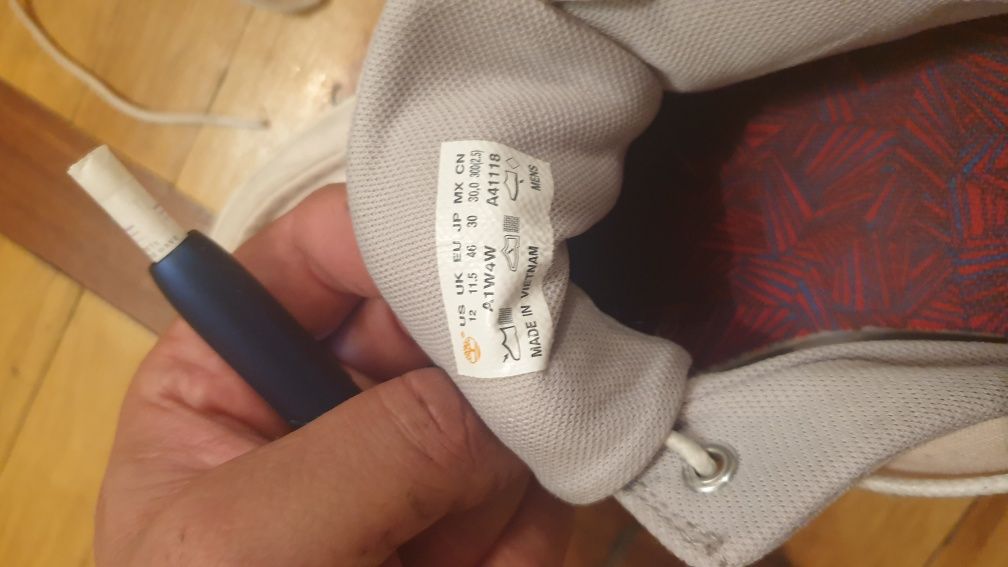 US UK EU JP MX CN
12 11.5 46 30 30,0 300(2.5)
A1W4W A41118
MADE IN VIETNAM MENS